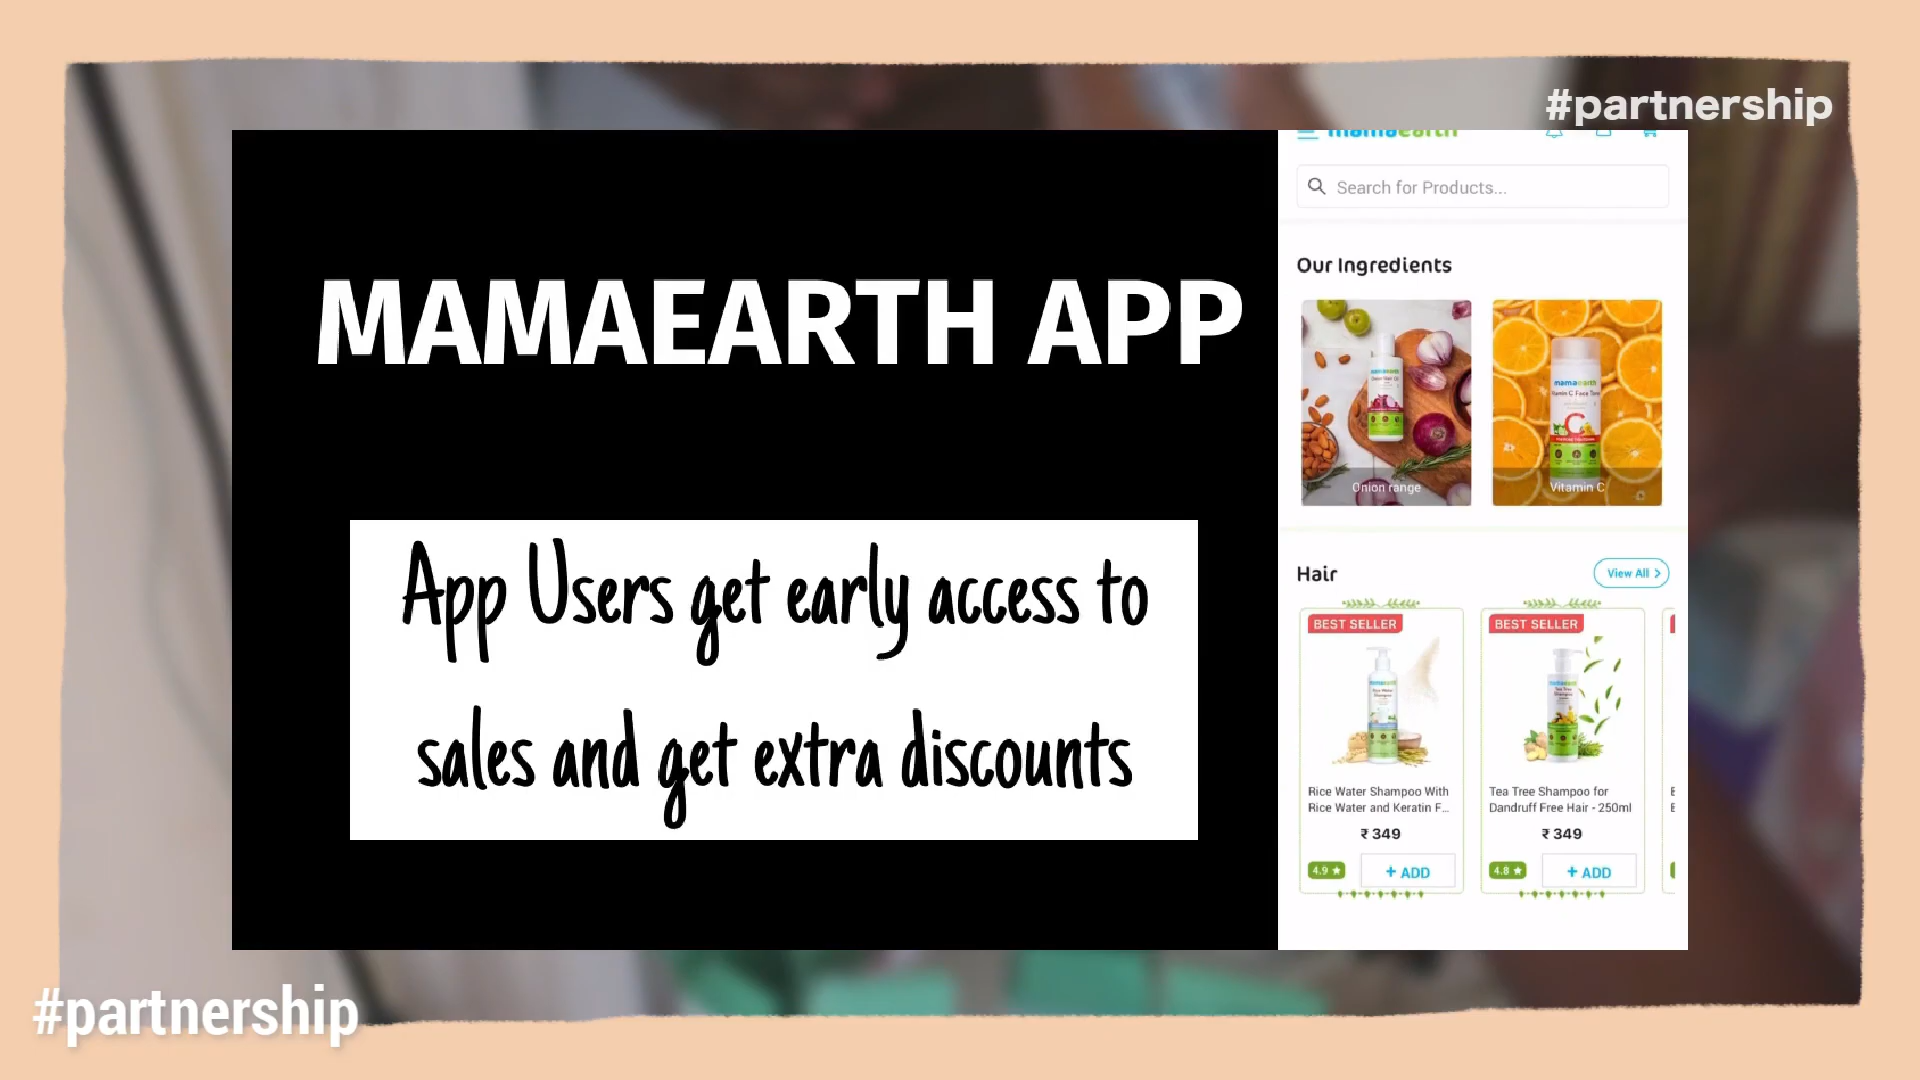 #partnership
mamaearth
Search for Products...
MAMAEARTH APP
Our Ingredients
Onion range
Vitamin C
App Users get early access to
sales and get extra discounts
Hair
View All >
BEST SELLER
BEST SELLER
Rice Water Shampoo With
Rice Water and Keratin F...
₹ 349
4.9 ★
+ ADD
Tea Tree Shampoo for
Dandruff Free Hair - 250ml
₹ 349
4.8 ★
+ ADD
#partnership